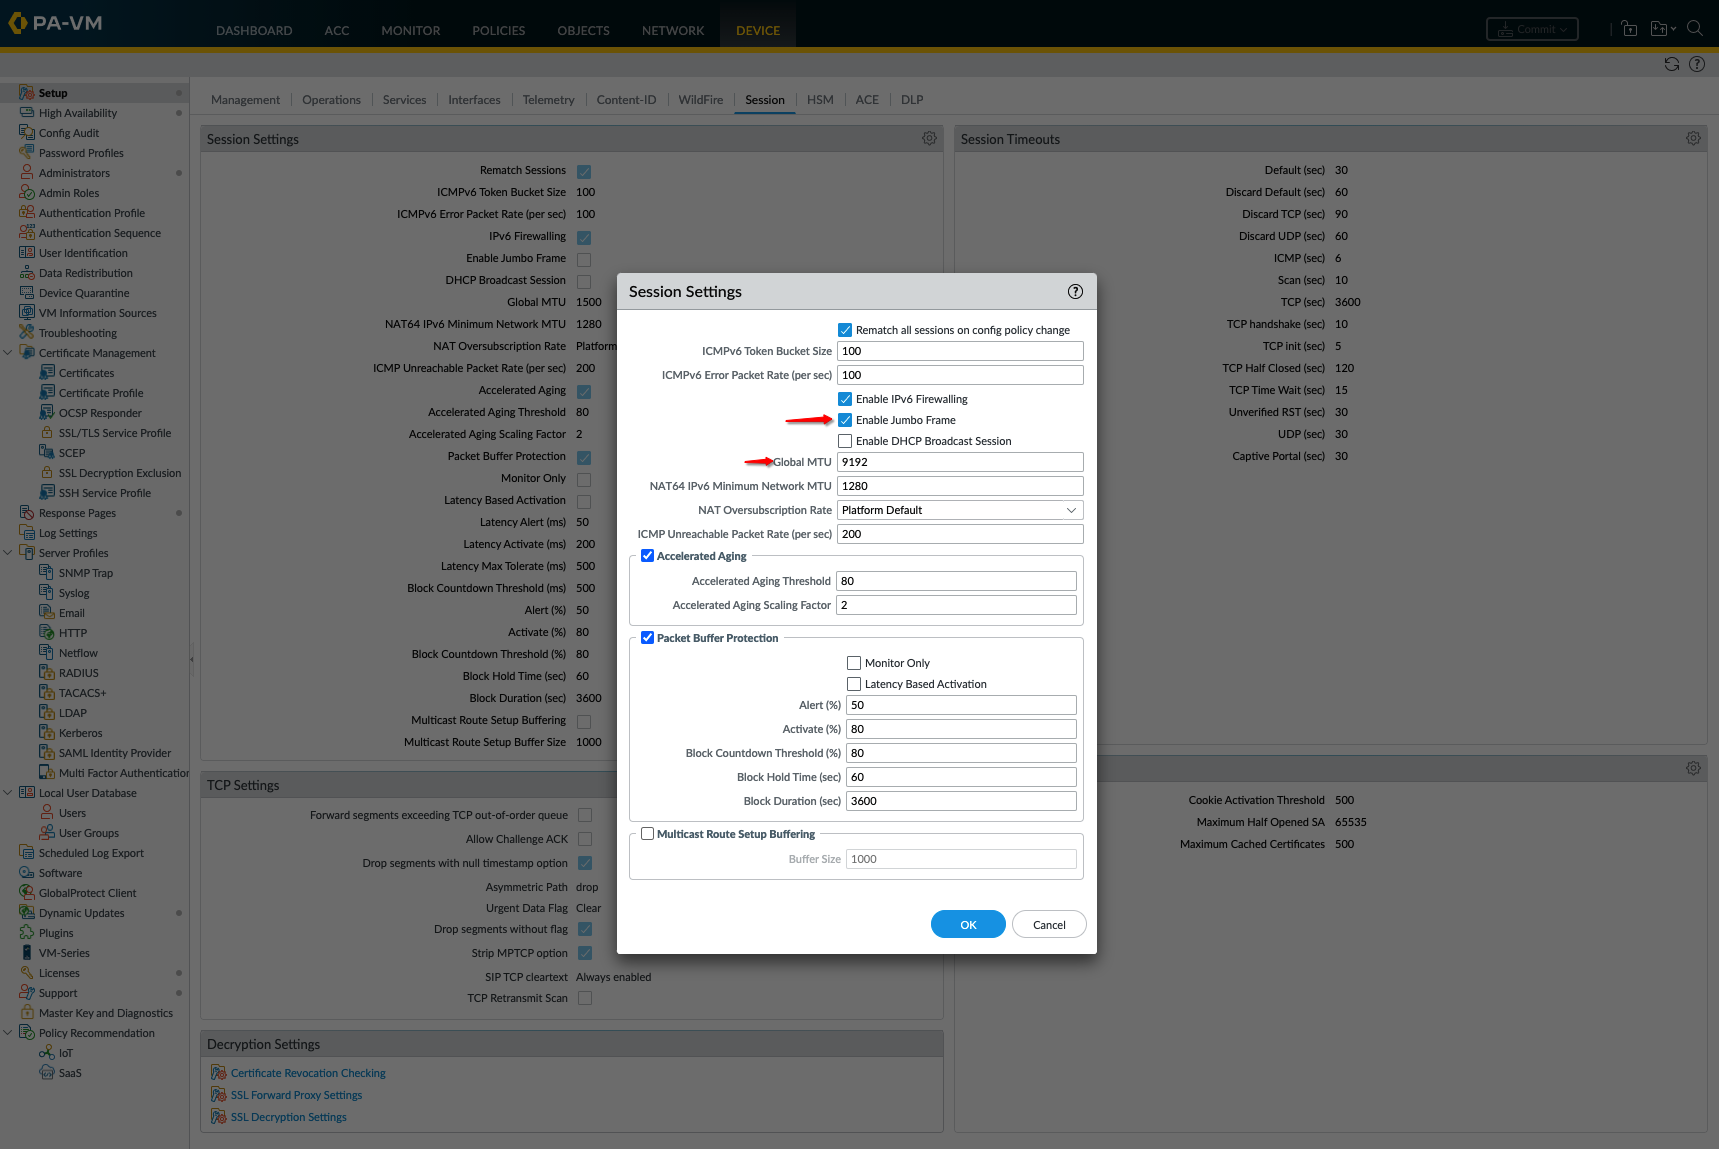 PA-VM
DASHBOARD
ACC
MONITOR
POLICIES
OBJECTS
NETWORK
DEVICE
Commit
Setup
High Availability
Config Audit
Password Profiles
Administrators
Admin Roles
Authentication Profile
Authentication Sequence
User Identification
Data Redistribution
Device Quarantine
VM Information Sources
Troubleshooting
Certificate Management
Certificates
Certificate Profile
OCSP Responder
SSL/TLS Service Profile
SCEP
SSL Decryption Exclusion
SSH Service Profile
Response Pages
Log Settings
Server Profiles
SNMP Trap
Syslog
Email
HTTP
Netflow
RADIUS
TACACS+
LDAP
Kerberos
SAML Identity Provider
Multi Factor Authentication
Local User Database
Users
User Groups
Scheduled Log Export
Software
GlobalProtect Client
Dynamic Updates
Plugins
VM-Series
Licenses
Support
Master Key and Diagnostics
Policy Recommendation
IoT
SaaS
Management
Operations
Services
Interfaces
Telemetry
Content-ID
WildFire
Session
HSM
ACE
DLP
Session Settings
Rematch Sessions
ICMPv6 Token Bucket Size 100
ICMPv6 Error Packet Rate (per sec) 100
IPv6 Firewalling
Enable Jumbo Frame
DHCP Broadcast Session
Global MTU 1500
NAT64 IPv6 Minimum Network MTU 1280
NAT Oversubscription Rate Platform
ICMP Unreachable Packet Rate (per sec) 200
Accelerated Aging
Accelerated Aging Threshold 80
Accelerated Aging Scaling Factor 2
Packet Buffer Protection
Monitor Only
Latency Based Activation
Latency Alert (ms) 50
Latency Activate (ms) 200
Latency Max Tolerate (ms) 500
Block Countdown Threshold (ms) 500
Alert (%) 50
Activate (%) 80
Block Countdown Threshold (%) 80
Block Hold Time (sec) 60
Block Duration (sec) 3600
Multicast Route Setup Buffering
Multicast Route Setup Buffer Size 1000
TCP Settings
Forward segments exceeding TCP out-of-order queue
Allow Challenge ACK
Drop segments with null timestamp option
Asymmetric Path drop
Urgent Data Flag Clear
Drop segments without flag
Strip MPTCP option
SIP TCP cleartext Always enabled
TCP Retransmit Scan
Decryption Settings
Certificate Revocation Checking
SSL Forward Proxy Settings
SSL Decryption Settings
Session Timeouts
Default (sec) 30
Discard Default (sec) 60
Discard TCP (sec) 90
Discard UDP (sec) 60
ICMP (sec) 6
Scan (sec) 10
TCP (sec) 3600
TCP handshake (sec) 10
TCP init (sec) 5
TCP Half Closed (sec) 120
TCP Time Wait (sec) 15
Unverified RST (sec) 30
UDP (sec) 30
Captive Portal (sec) 30
Cookie Activation Threshold 500
Maximum Half Opened SA 65535
Maximum Cached Certificates 500
Session Settings
Rematch all sessions on config policy change
ICMPv6 Token Bucket Size 100
ICMPv6 Error Packet Rate (per sec) 100
Enable IPv6 Firewalling
Enable Jumbo Frame
Enable DHCP Broadcast Session
Global MTU 9192
NAT64 IPv6 Minimum Network MTU 1280
NAT Oversubscription Rate Platform Default
ICMP Unreachable Packet Rate (per sec) 200
Accelerated Aging
Accelerated Aging Threshold 80
Accelerated Aging Scaling Factor 2
Packet Buffer Protection
Monitor Only
Latency Based Activation
Alert (%) 50
Activate (%) 80
Block Countdown Threshold (%) 80
Block Hold Time (sec) 60
Block Duration (sec) 3600
Multicast Route Setup Buffering
Buffer Size 1000
OK
Cancel